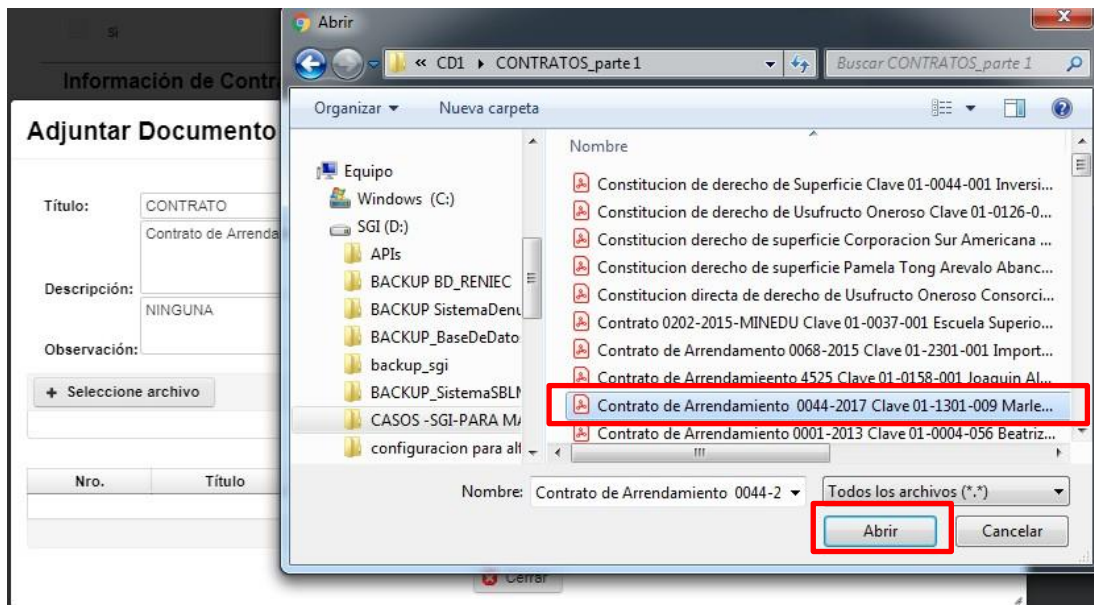 Si
Información de Contra
Adjuntar Documento
Título:
CONTRATO
Contrato de Arrenda
Descripción:
NINGUNA
Observación:
+ Seleccione archivo
Nro.
Título
Cerrar
Abrir
« CD1 ▸ CONTRATOS_parte 1
Buscar CONTRATOS_parte 1
Organizar
Nueva carpeta
Equipo
Windows (C:)
SGI (D:)
APIs
BACKUP BD_RENIEC
BACKUP SistemaDenu
BACKUP_BaseDeDato
backup_sgi
BACKUP_SistemaSBLM
CASOS -SGI-PARA MA
configuracion para alf
Nombre
Constitucion de derecho de Superficie Clave 01-0044-001 Inversi...
Constitucion de derecho de Usufructo Oneroso Clave 01-0126-0...
Constitucion derecho de superficie Corporacion Sur Americana ...
Constitucion derecho de superficie Pamela Tong Arevalo Abanc...
Constitucion directa de derecho de Usufructo Oneroso Consorci...
Contrato 0202-2015-MINEDU Clave 01-0037-001 Escuela Superio...
Contrato de Arrendamento 0068-2015 Clave 01-2301-001 Import...
Contrato de Arrendamieento 4525 Clave 01-0158-001 Joaquin Al...
Contrato de Arrendamiento 0044-2017 Clave 01-1301-009 Marle...
Contrato de Arrendamiento 0001-2013 Clave 01-0004-056 Beatriz...
Nombre:
Contrato de Arrendamiento 0044-2
Todos los archivos (*.*)
Abrir
Cancelar